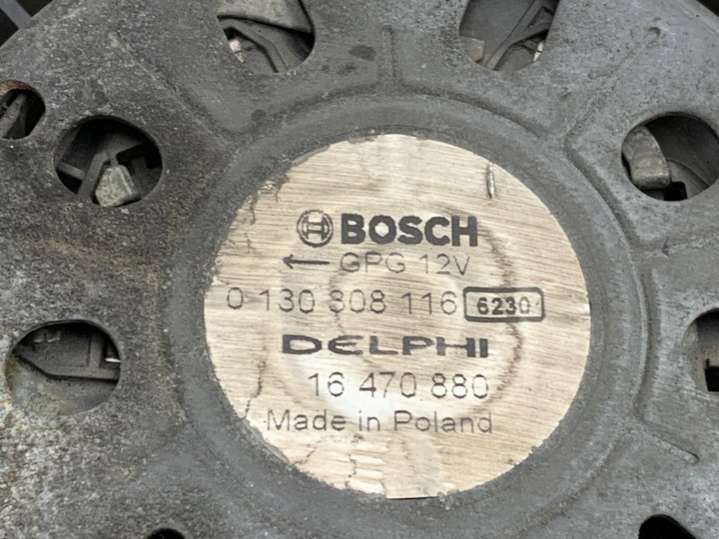 BOSCH
← GPG 12V
0 130 308 116 6230
DELPHI
16 470 880
Made in Poland